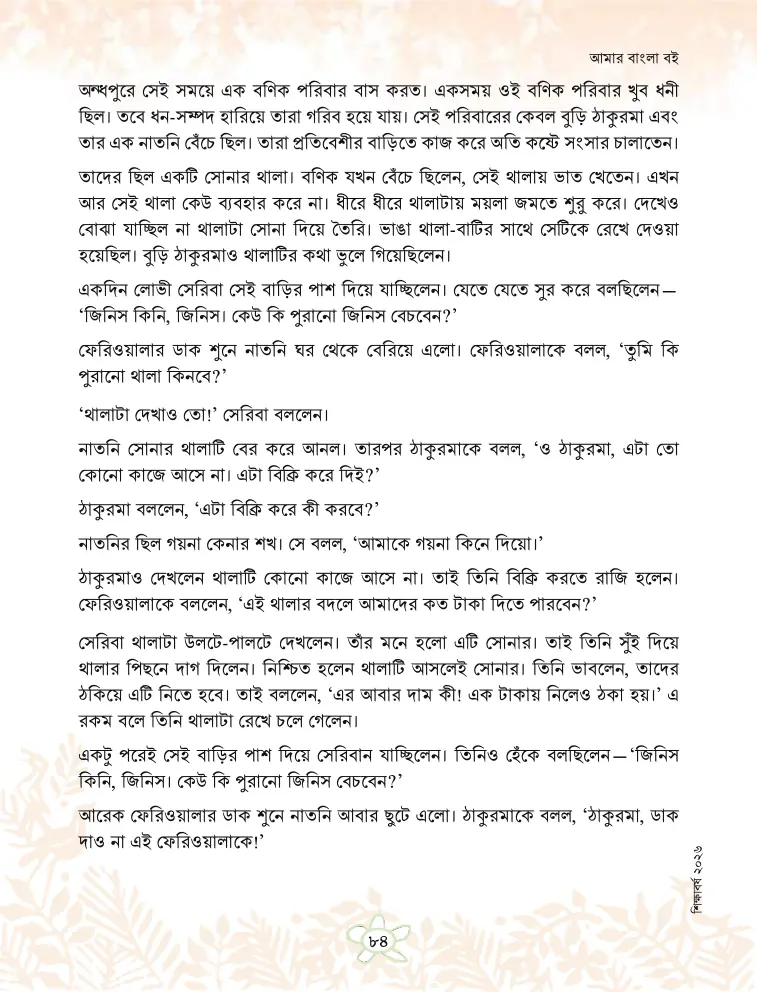 আমার বাংলা বই
অন্ধপুরে সেই সময়ে এক বণিক পরিবার বাস করত। একসময় ওই বণিক পরিবার খুব ধনী
ছিল। তবে ধন-সম্পদ হারিয়ে তারা গরিব হয়ে যায়। সেই পরিবারের কেবল বুড়ি ঠাকুরমা এবং
তার এক নাতনি বেঁচে ছিল। তারা প্রতিবেশীর বাড়িতে কাজ করে অতি কষ্টে সংসার চালাতেন।
তাদের ছিল একটি সোনার থালা। বণিক যখন বেঁচে ছিলেন, সেই থালায় ভাত খেতেন। এখন
আর সেই থালা কেউ ব্যবহার করে না। ধীরে ধীরে থালাটায় ময়লা জমতে শুরু করে। দেখেও
বোঝা যাচ্ছিল না থালাটা সোনা দিয়ে তৈরি। ভাঙা থালা-বাটির সাথে সেটিকে রেখে দেওয়া
হয়েছিল। বুড়ি ঠাকুরমাও থালাটির কথা ভুলে গিয়েছিলেন।
একদিন লোভী সেরিবা সেই বাড়ির পাশ দিয়ে যাচ্ছিলেন। যেতে যেতে সুর করে বলছিলেন—
‘জিনিস কিনি, জিনিস। কেউ কি পুরানো জিনিস বেচবেন?’
ফেরিওয়ালার ডাক শুনে নাতনি ঘর থেকে বেরিয়ে এলো। ফেরিওয়ালাকে বলল, ‘তুমি কি
পুরানো থালা কিনবে?’
‘থালাটা দেখাও তো!’ সেরিবা বললেন।
নাতনি সোনার থালাটি বের করে আনল। তারপর ঠাকুরমাকে বলল, ‘ও ঠাকুরমা, এটা তো
কোনো কাজে আসে না। এটা বিক্রি করে দিই?’
ঠাকুরমা বললেন, ‘এটা বিক্রি করে কী করবে?’
নাতনির ছিল গয়না কেনার শখ। সে বলল, ‘আমাকে গয়না কিনে দিয়ো।’
ঠাকুরমাও দেখলেন থালাটি কোনো কাজে আসে না। তাই তিনি বিক্রি করতে রাজি হলেন।
ফেরিওয়ালাকে বললেন, ‘এই থালার বদলে আমাদের কত টাকা দিতে পারবেন?’
সেরিবা থালাটা উলটে-পালটে দেখলেন। তাঁর মনে হলো এটি সোনার। তাই তিনি সুঁই দিয়ে
থালার পিছনে দাগ দিলেন। নিশ্চিত হলেন থালাটি আসলেই সোনার। তিনি ভাবলেন, তাদের
ঠকিয়ে এটি নিতে হবে। তাই বললেন, ‘এর আবার দাম কী! এক টাকায় নিলেও ঠকা হয়।’ এ
রকম বলে তিনি থালাটা রেখে চলে গেলেন।
একটু পরেই সেই বাড়ির পাশ দিয়ে সেরিবান যাচ্ছিলেন। তিনিও হেঁকে বলছিলেন—‘জিনিস
কিনি, জিনিস। কেউ কি পুরানো জিনিস বেচবেন?’
আরেক ফেরিওয়ালার ডাক শুনে নাতনি আবার ছুটে এলো। ঠাকুরমাকে বলল, ‘ঠাকুরমা, ডাক
দাও না এই ফেরিওয়ালাকে!’
শিক্ষাবর্ষ ২০২৬
৮৪